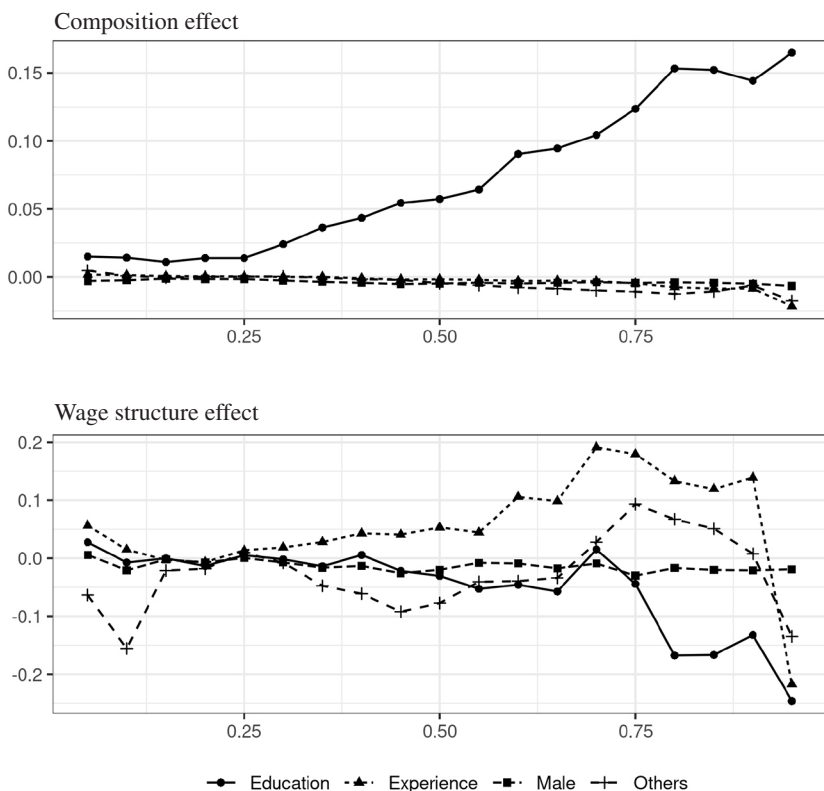 Composition effect
0.15
0.10
0.05
0.00
0.25 0.50 0.75
Wage structure effect
0.2
0.1
0.0
-0.1
-0.2
0.25 0.50 0.75
Education Experience Male Others